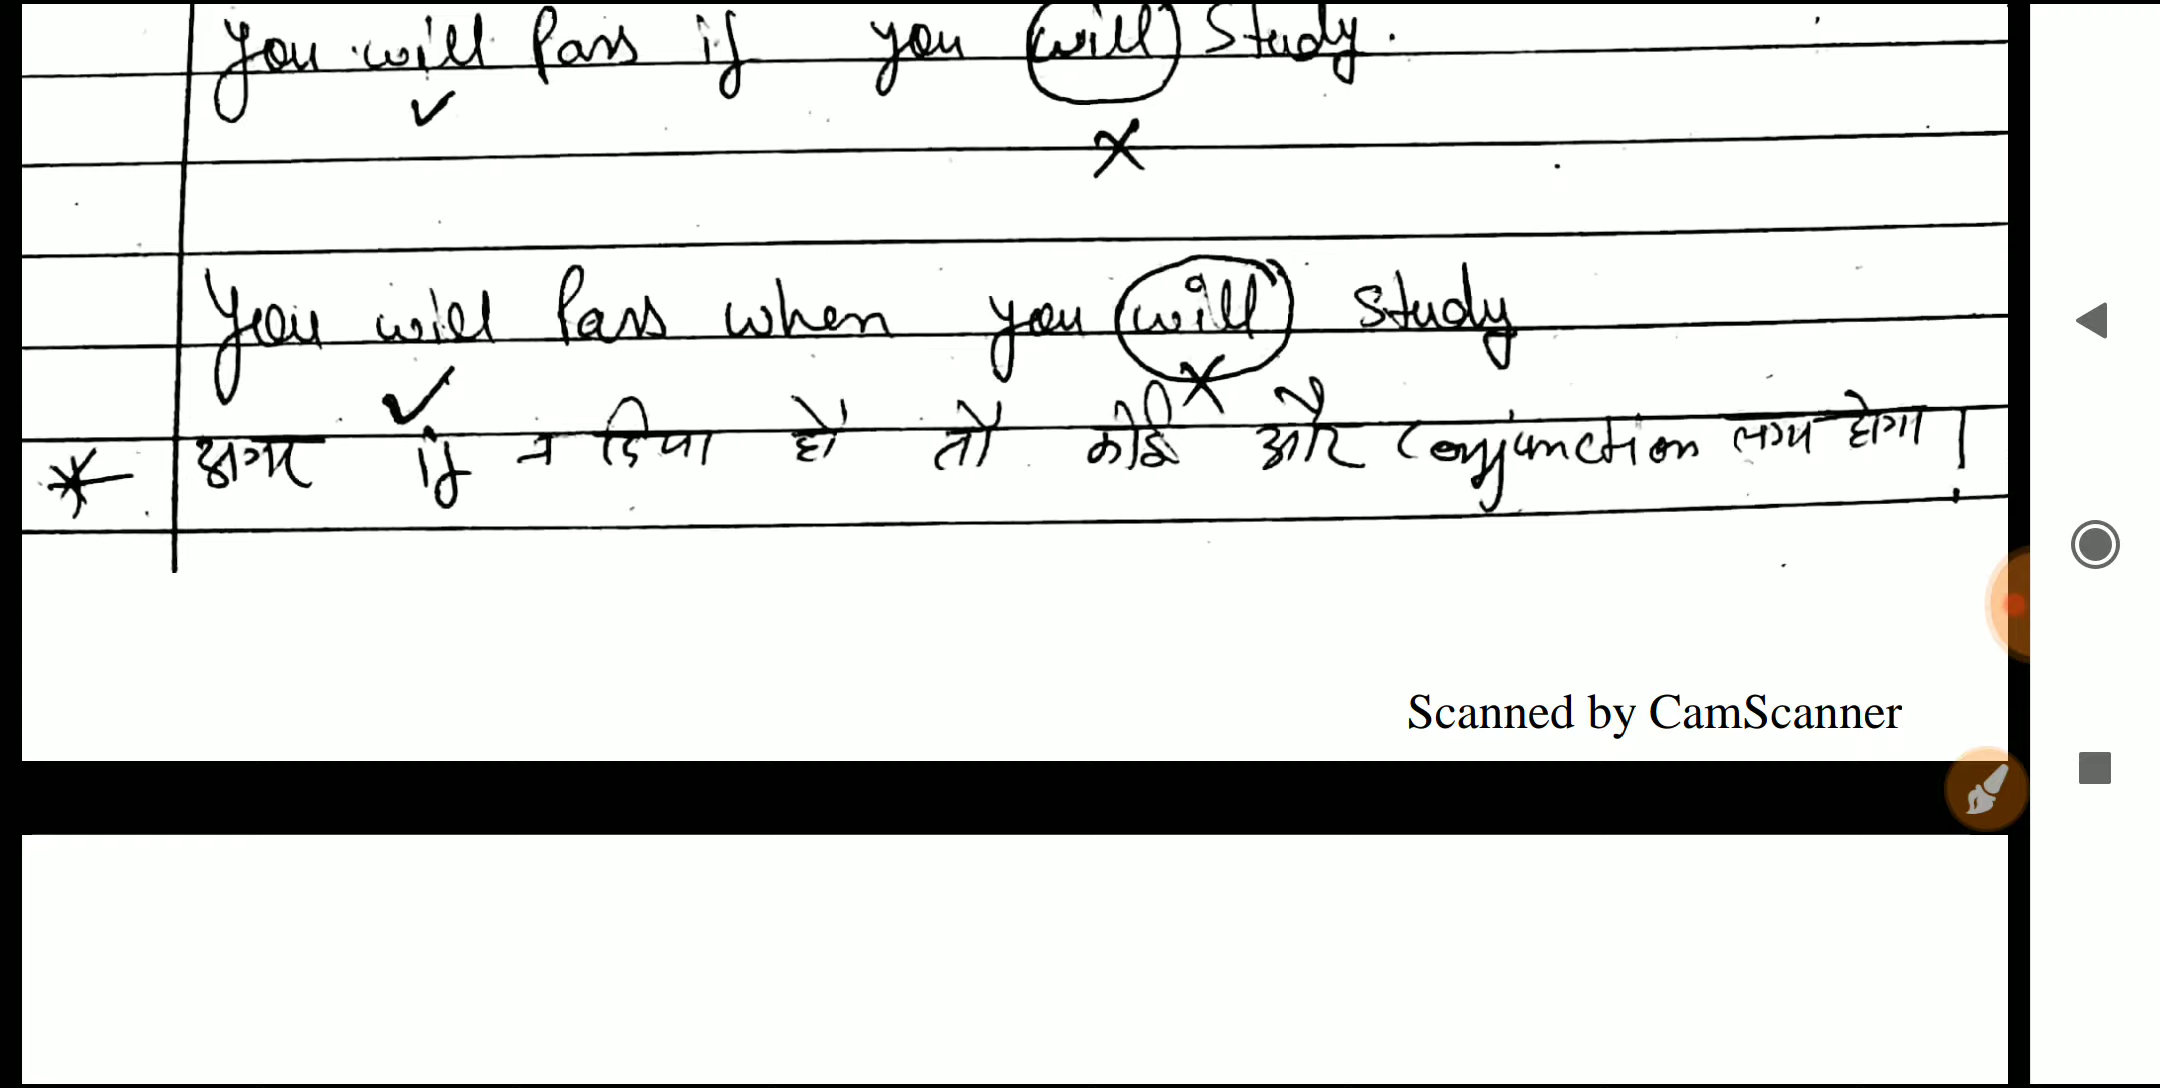 You will Pass if you will Study.
You will Pass when you will study
अगर if न दिया हो तो कोई और Conjunction लगा होगा।
Scanned by CamScanner